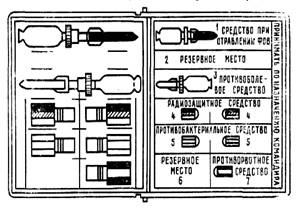 1 СРЕДСТВО ПРИ
ОТРАВЛЕНИИ ФОВ
2 РЕЗЕРВНОЕ МЕСТО
3 ПРОТИВОБОЛЕ-
ВОЕ СРЕДСТВО
РАДИОЗАЩИТНОЕ СРЕДСТВО
4 4
ПРОТИВОБАКТЕРИАЛЬНОЕ СРЕДСТВО
5 5
РЕЗЕРВНОЕ
МЕСТО
6
ПРОТИВОРВОТНОЕ
СРЕДСТВО
7
ПРИНИМАТЬ ПО НАЗНАЧЕНИЮ КОМАНДИРА